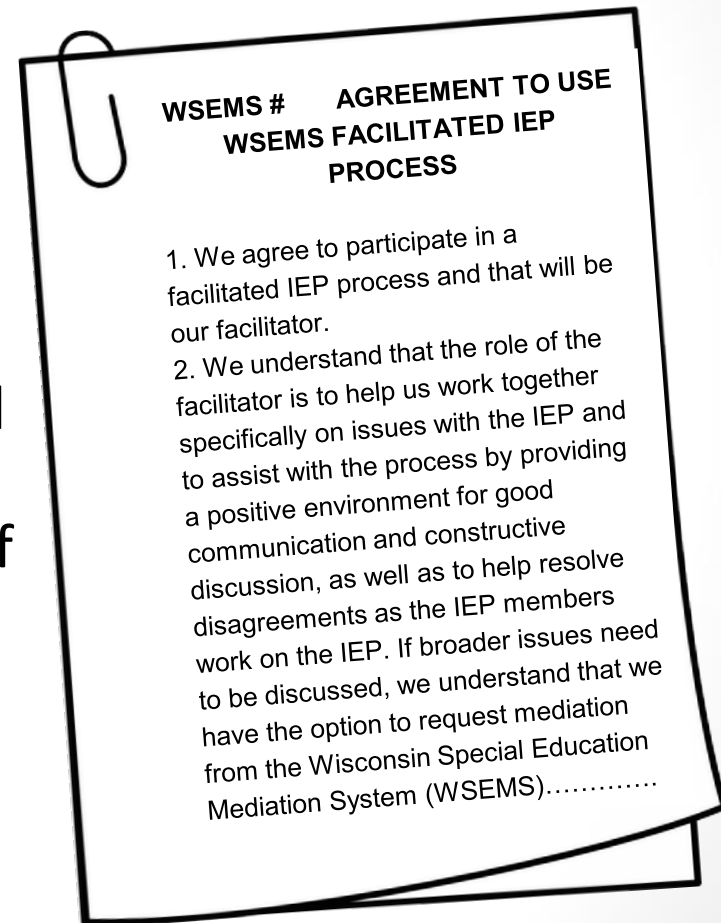 WSEMS # AGREEMENT TO USE
WSEMS FACILITATED IEP
PROCESS
1. We agree to participate in a
facilitated IEP process and that will be
our facilitator.
2. We understand that the role of the
facilitator is to help us work together
specifically on issues with the IEP and
to assist with the process by providing
a positive environment for good
communication and constructive
discussion, as well as to help resolve
disagreements as the IEP members
work on the IEP. If broader issues need
to be discussed, we understand that we
have the option to request mediation
from the Wisconsin Special Education
Mediation System (WSEMS).............